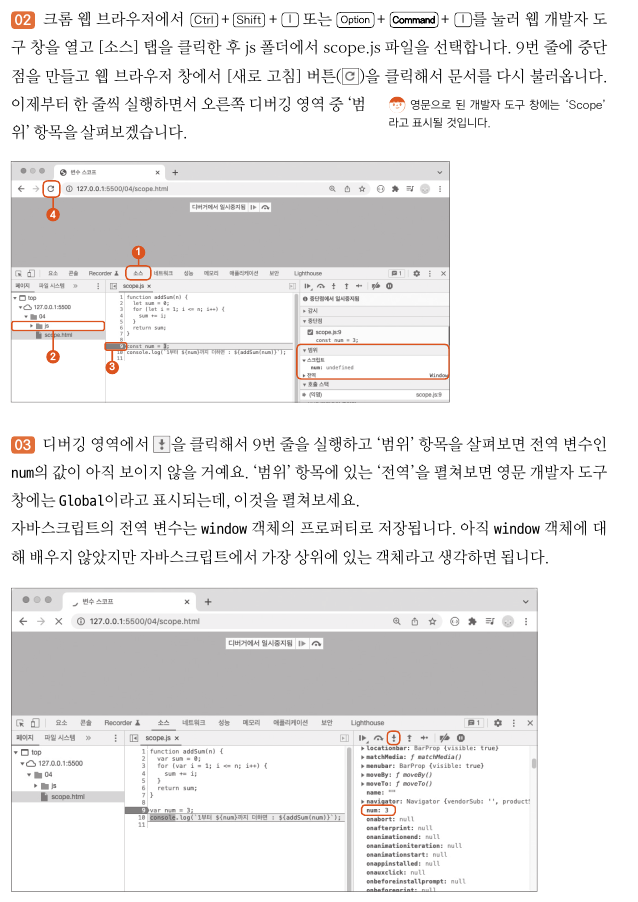 02 크롬 웹 브라우저에서 Ctrl + Shift + I 또는 Option + Command + I 를 눌러 웹 개발자 도
구 창을 열고 [소스] 탭을 클릭한 후 js 폴더에서 scope.js 파일을 선택합니다. 9번 줄에 중단
점을 만들고 웹 브라우저 창에서 [새로 고침] 버튼( )을 클릭해서 문서를 다시 불러옵니다.
이제부터 한 줄씩 실행하면서 오른쪽 디버깅 영역 중 ‘범
위’ 항목을 살펴보겠습니다.
영문으로 된 개발자 도구 창에는 ‘Scope’
라고 표시될 것입니다.
변수 스코프
127.0.0.1:5500/04/scope.html
4
디버거에서 일시중지됨
1
요소 콘솔 Recorder 소스 네트워크 성능 메모리 애플리케이션 보안 Lighthouse 1
페이지 파일 시스템 » scope.js ×
top
127.0.0.1:5500
04
js
scope.html
2
1 function addSum(n) {
2 let sum = 0;
3 for (let i = 1; i <= n; i++) {
4 sum += i;
5 }
6 return sum;
7 }
8
9 const num = 3;
10 console.log(`1부터 ${num}까지 더하면 : ${addSum(num)}`);
11
3
중단점에서 일시중지됨
감시
중단점
scope.js:9
const num = 3;
범위
스크립트
num: undefined
전역 Window
호출 스택
(익명) scope.js:9
03 디버깅 영역에서 을 클릭해서 9번 줄을 실행하고 ‘범위’ 항목을 살펴보면 전역 변수인
num의 값이 아직 보이지 않을 거예요. ‘범위’ 항목에 있는 ‘전역’을 펼쳐보면 영문 개발자 도구
창에는 Global이라고 표시되는데, 이것을 펼쳐보세요.
자바스크립트의 전역 변수는 window 객체의 프로퍼티로 저장됩니다. 아직 window 객체에 대
해 배우지 않았지만 자바스크립트에서 가장 상위에 있는 객체라고 생각하면 됩니다.
변수 스코프
127.0.0.1:5500/04/scope.html
디버거에서 일시중지됨
요소 콘솔 Recorder 소스 네트워크 성능 메모리 애플리케이션 보안 Lighthouse 1
페이지 파일 시스템 » scope.js ×
top
127.0.0.1:5500
04
js
scope.html
1 function addSum(n) {
2 var sum = 0;
3 for (var i = 1; i <= n; i++) {
4 sum += i;
5 }
6 return sum;
7 }
8
9 var num = 3;
10 console.log(`1부터 ${num}까지 더하면 : ${addSum(num)}`);
11
locationbar: BarProp {visible: true}
matchMedia: ƒ matchMedia()
menubar: BarProp {visible: true}
moveBy: ƒ moveBy()
moveTo: ƒ moveTo()
name: ""
navigator: Navigator {vendorSub: '', product
num: 3
onabort: null
onafterprint: null
onanimationend: null
onanimationiteration: null
onanimationstart: null
onappinstalled: null
onauxclick: null
onbeforeinstallprompt: null
onbeforeprint: null